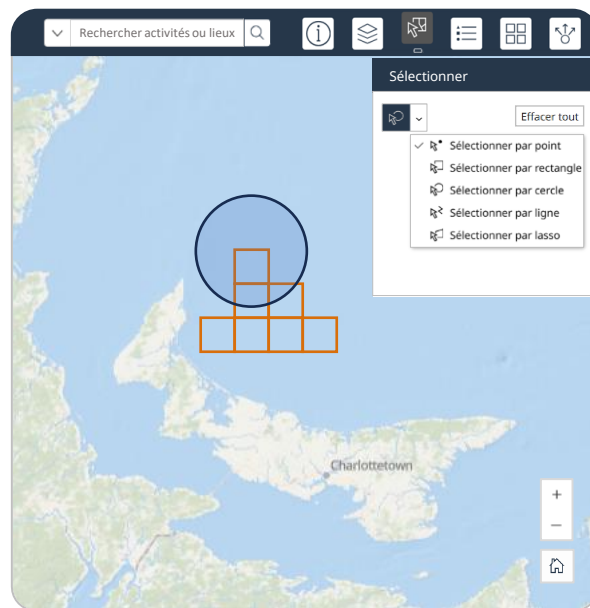 Rechercher activités ou lieux
Sélectionner
Effacer tout
Sélectionner par point
Sélectionner par rectangle
Sélectionner par cercle
Sélectionner par ligne
Sélectionner par lasso
Charlottetown
+
−